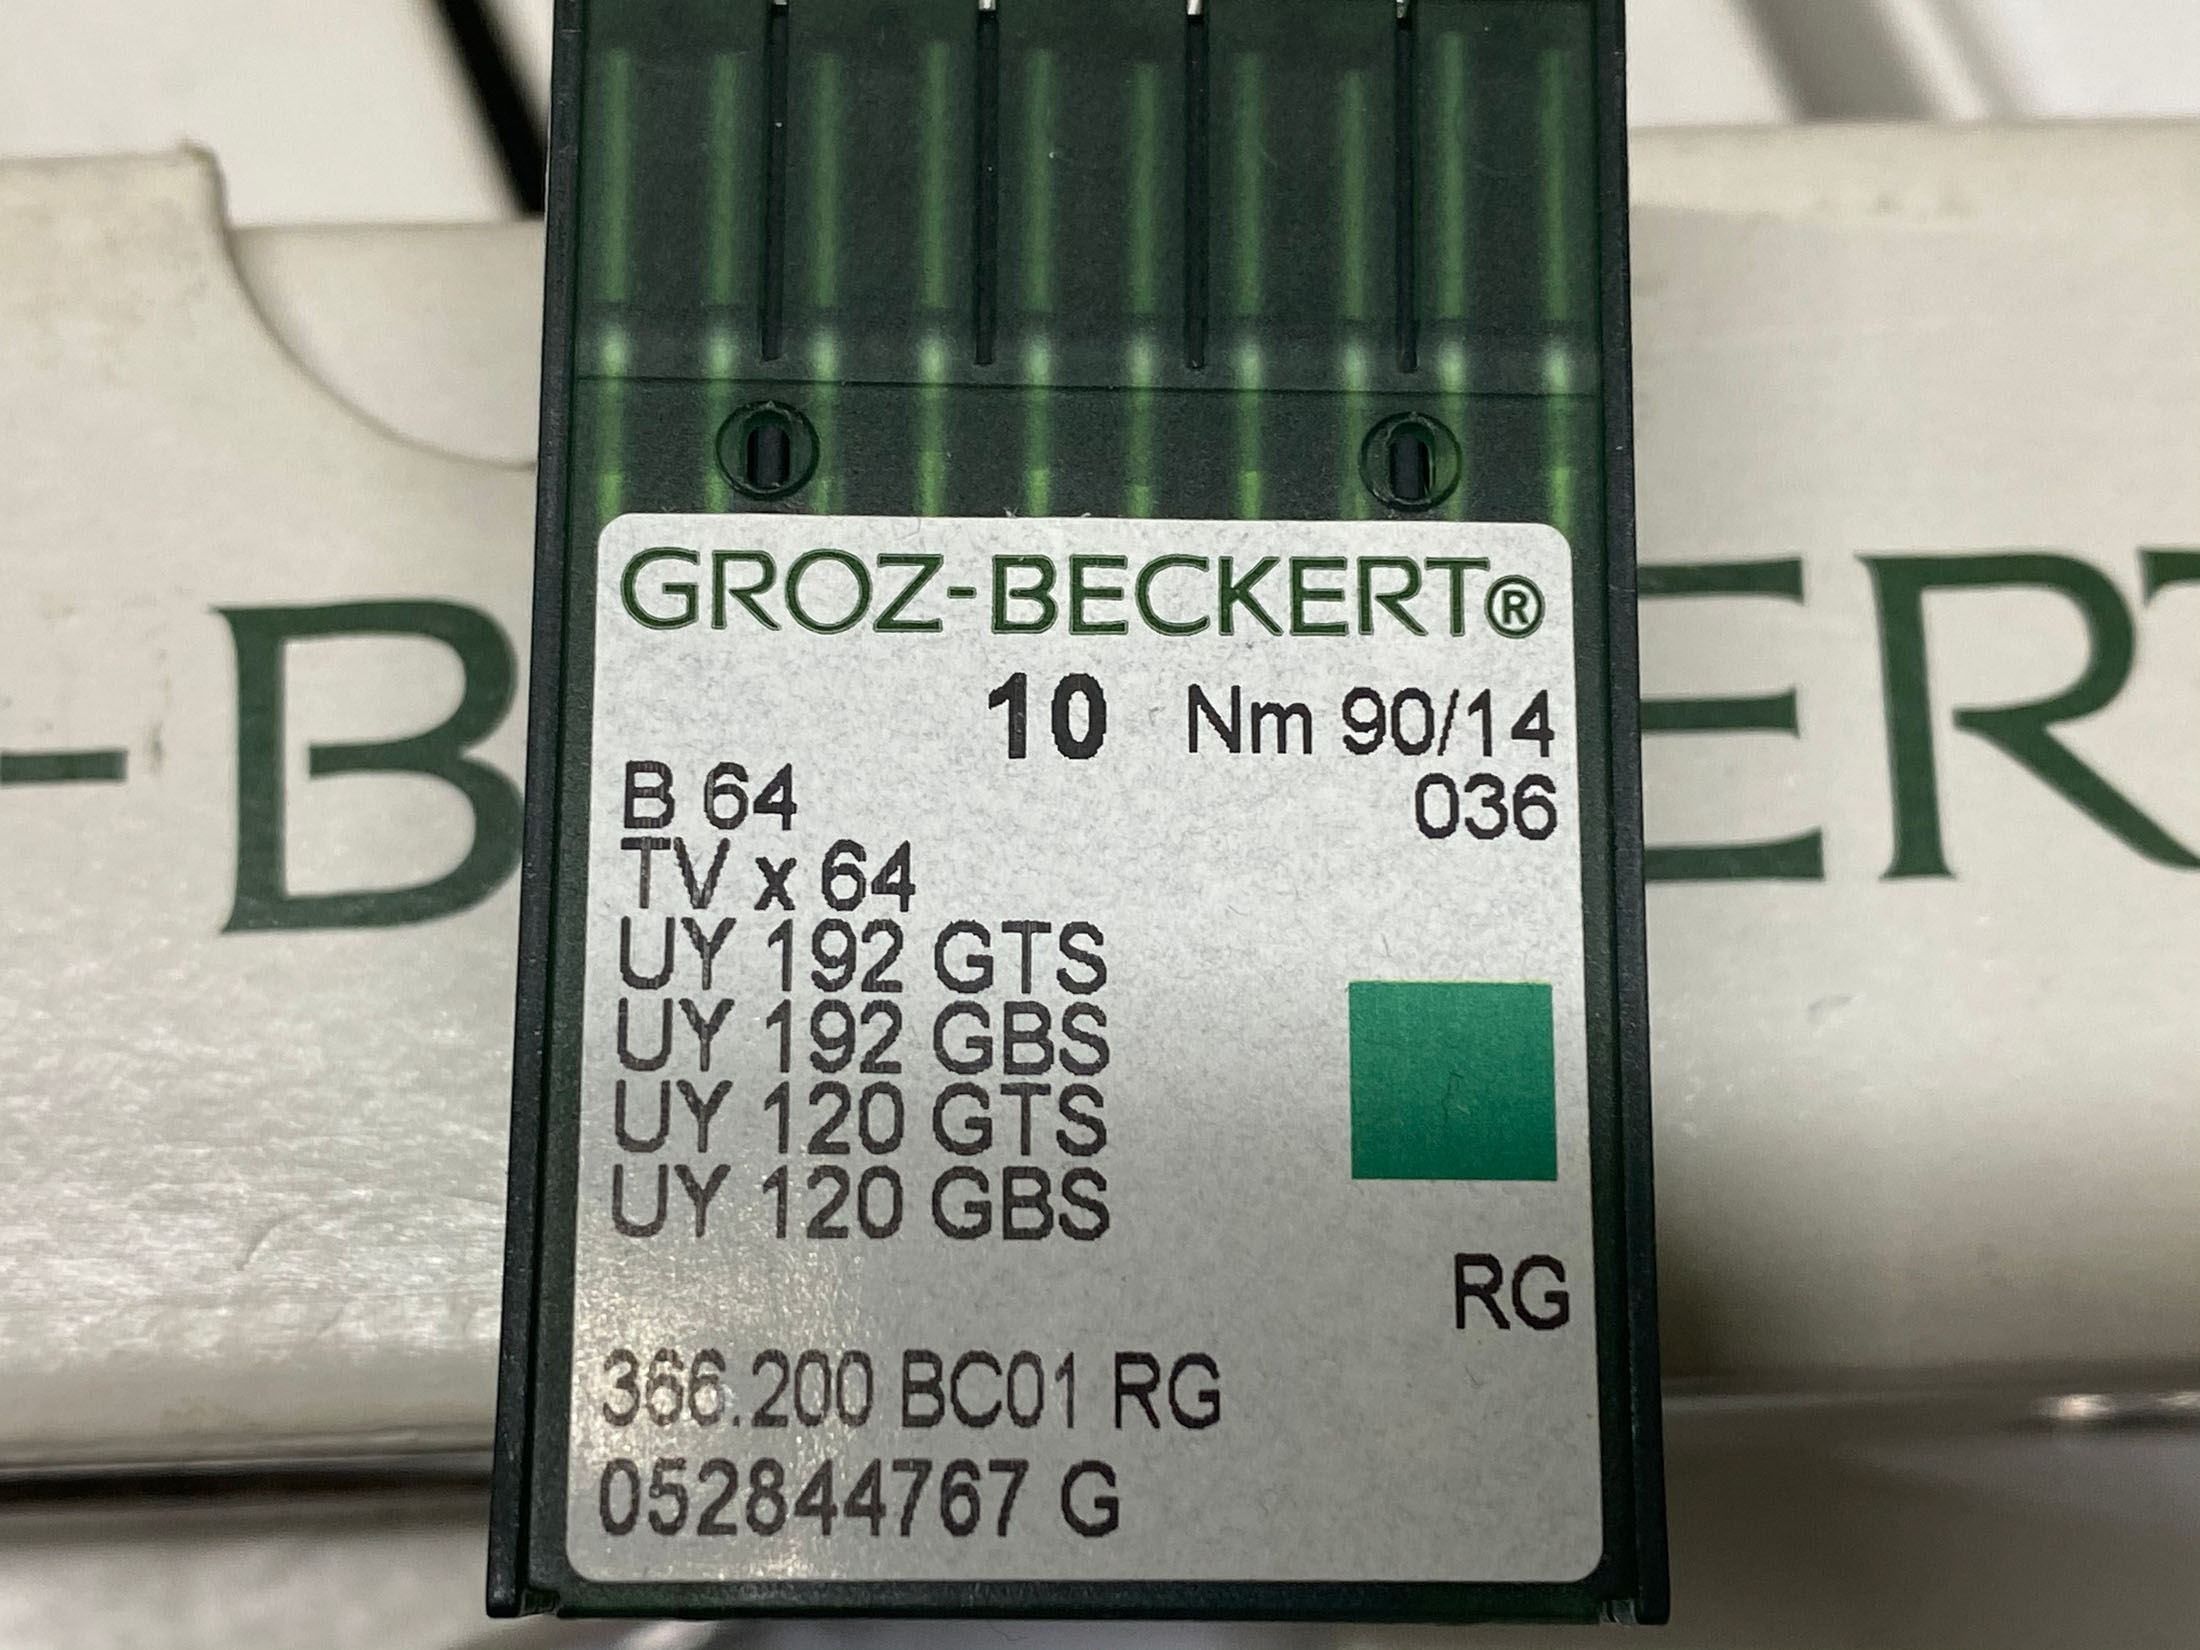 GROZ-BECKERT®
10 Nm 90/14
B 64 036
TV x 64
UY 192 GTS
UY 192 GBS
UY 120 GTS
UY 120 GBS
RG
366.200 BC01 RG
052844767 G
-B
ERT